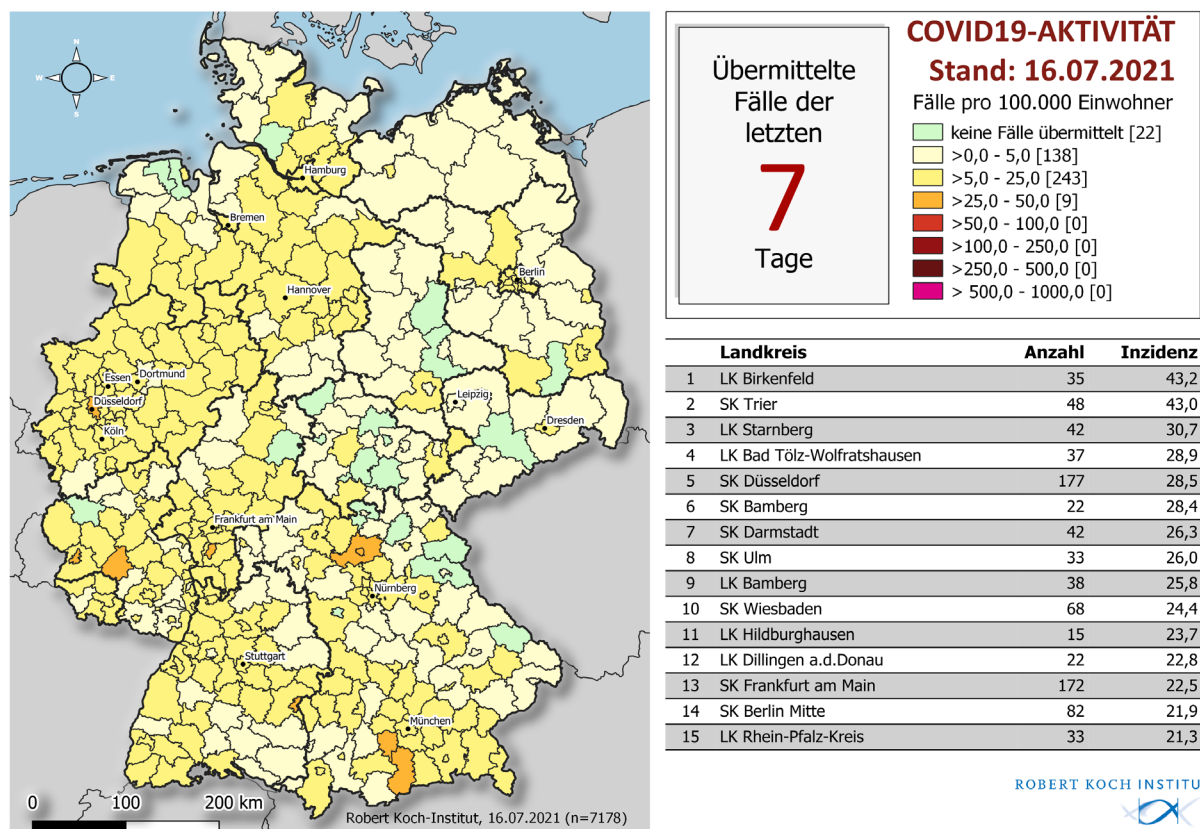 N
W
E
S
Hamburg
Bremen
Berlin
Hannover
Essen
Dortmund
Düsseldorf
Leipzig
Köln
Dresden
Frankfurt am Main
Nürnberg
Stuttgart
München
0 100 200 km
Robert Koch-Institut, 16.07.2021 (n=7178)
Übermittelte
Fälle der
letzten
7
Tage
COVID19-AKTIVITÄT
Stand: 16.07.2021
Fälle pro 100.000 Einwohner
keine Fälle übermittelt [22]
>0,0 - 5,0 [138]
>5,0 - 25,0 [243]
>25,0 - 50,0 [9]
>50,0 - 100,0 [0]
>100,0 - 250,0 [0]
>250,0 - 500,0 [0]
> 500,0 - 1000,0 [0]
Landkreis Anzahl Inzidenz
1 LK Birkenfeld 35 43,2
2 SK Trier 48 43,0
3 LK Starnberg 42 30,7
4 LK Bad Tölz-Wolfratshausen 37 28,9
5 SK Düsseldorf 177 28,5
6 SK Bamberg 22 28,4
7 SK Darmstadt 42 26,3
8 SK Ulm 33 26,0
9 LK Bamberg 38 25,8
10 SK Wiesbaden 68 24,4
11 LK Hildburghausen 15 23,7
12 LK Dillingen a.d.Donau 22 22,8
13 SK Frankfurt am Main 172 22,5
14 SK Berlin Mitte 82 21,9
15 LK Rhein-Pfalz-Kreis 33 21,3
ROBERT KOCH INSTITU